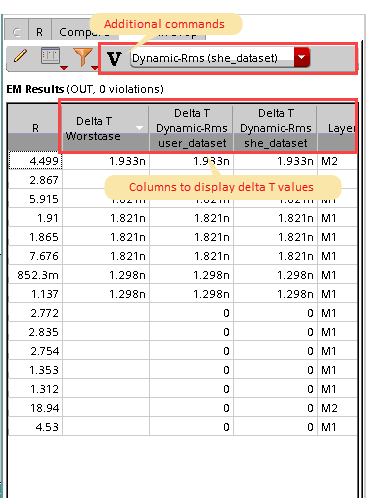 Additional commands
C R Compare
V Dynamic-Rms (she_dataset)
EM Results (OUT, 0 violations)
R Delta T Worstcase Delta T Dynamic-Rms user_dataset Delta T Dynamic-Rms she_dataset Laye
4.499 1.933n 1.933n 1.933n M2
2.867
Columns to display delta T values
5.915 1.821n 1.821n 1.821n M1
1.91 1.821n 1.821n 1.821n M1
1.865 1.821n 1.821n 1.821n M1
7.676 1.821n 1.821n 1.821n M1
852.3m 1.298n 1.298n 1.298n M1
1.137 1.298n 1.298n 1.298n M1
2.772 0 0 M1
2.835 0 0 M1
2.754 0 0 M1
1.353 0 0 M1
1.312 0 0 M1
18.94 0 0 M2
4.53 0 0 M1